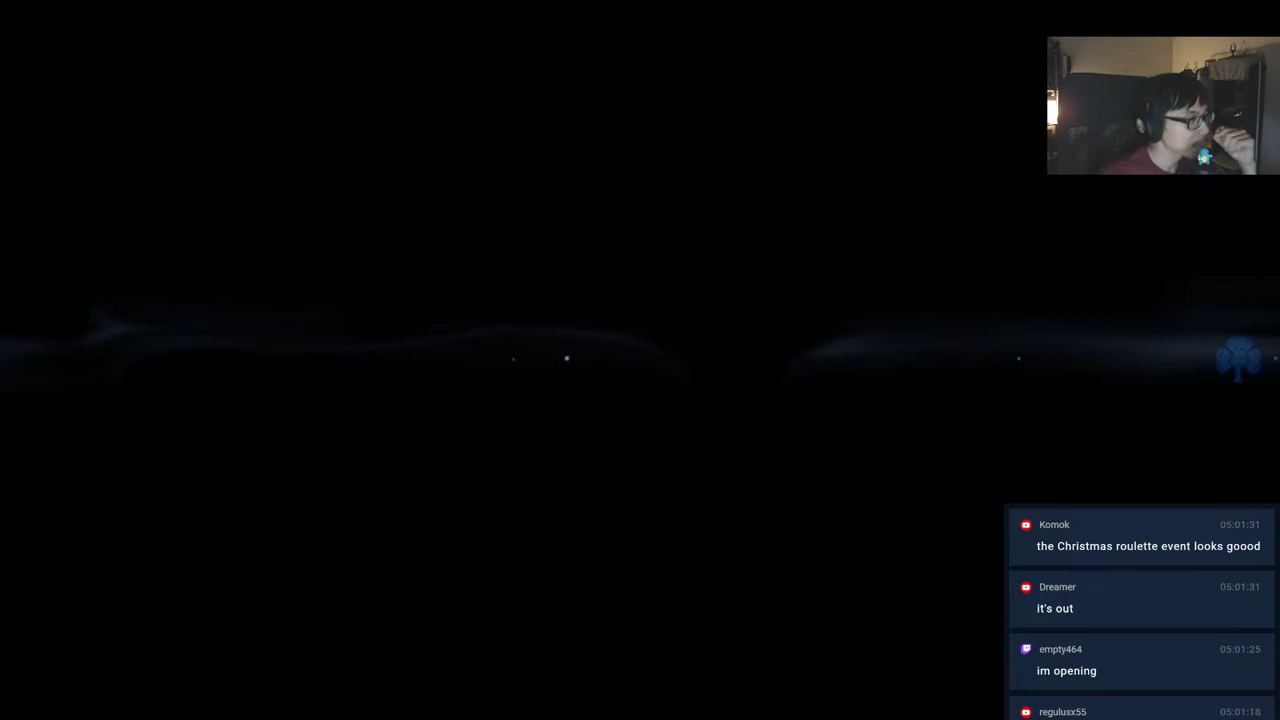 Komok 05:01:31
the Christmas roulette event looks goood
Dreamer 05:01:31
it's out
empty464 05:01:25
im opening
regulusx55 05:01:18